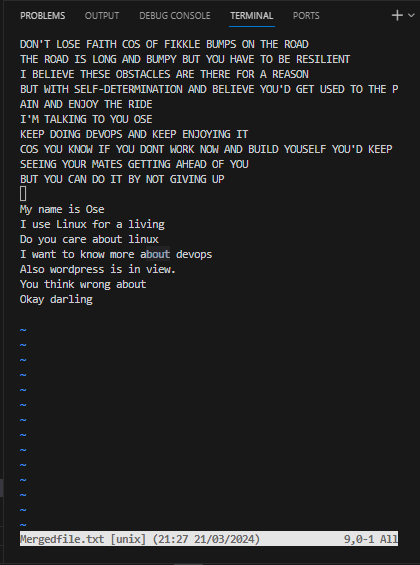 PROBLEMS OUTPUT DEBUG CONSOLE TERMINAL PORTS
DON'T LOSE FAITH COS OF FIKKLE BUMPS ON THE ROAD
THE ROAD IS LONG AND BUMPY BUT YOU HAVE TO BE RESILIENT
I BELIEVE THESE OBSTACLES ARE THERE FOR A REASON
BUT WITH SELF-DETERMINATION AND BELIEVE YOU'D GET USED TO THE P
AIN AND ENJOY THE RIDE
I'M TALKING TO YOU OSE
KEEP DOING DEVOPS AND KEEP ENJOYING IT
COS YOU KNOW IF YOU DONT WORK NOW AND BUILD YOUSELF YOU'D KEEP
SEEING YOUR MATES GETTING AHEAD OF YOU
BUT YOU CAN DO IT BY NOT GIVING UP
My name is Ose
I use Linux for a living
Do you care about linux
I want to know more about devops
Also wordpress is in view.
You think wrong about
Okay darling
~
~
~
~
~
~
~
~
~
~
~
~
~
~
Mergedfile.txt [unix] (21:27 21/03/2024) 9,0-1 All